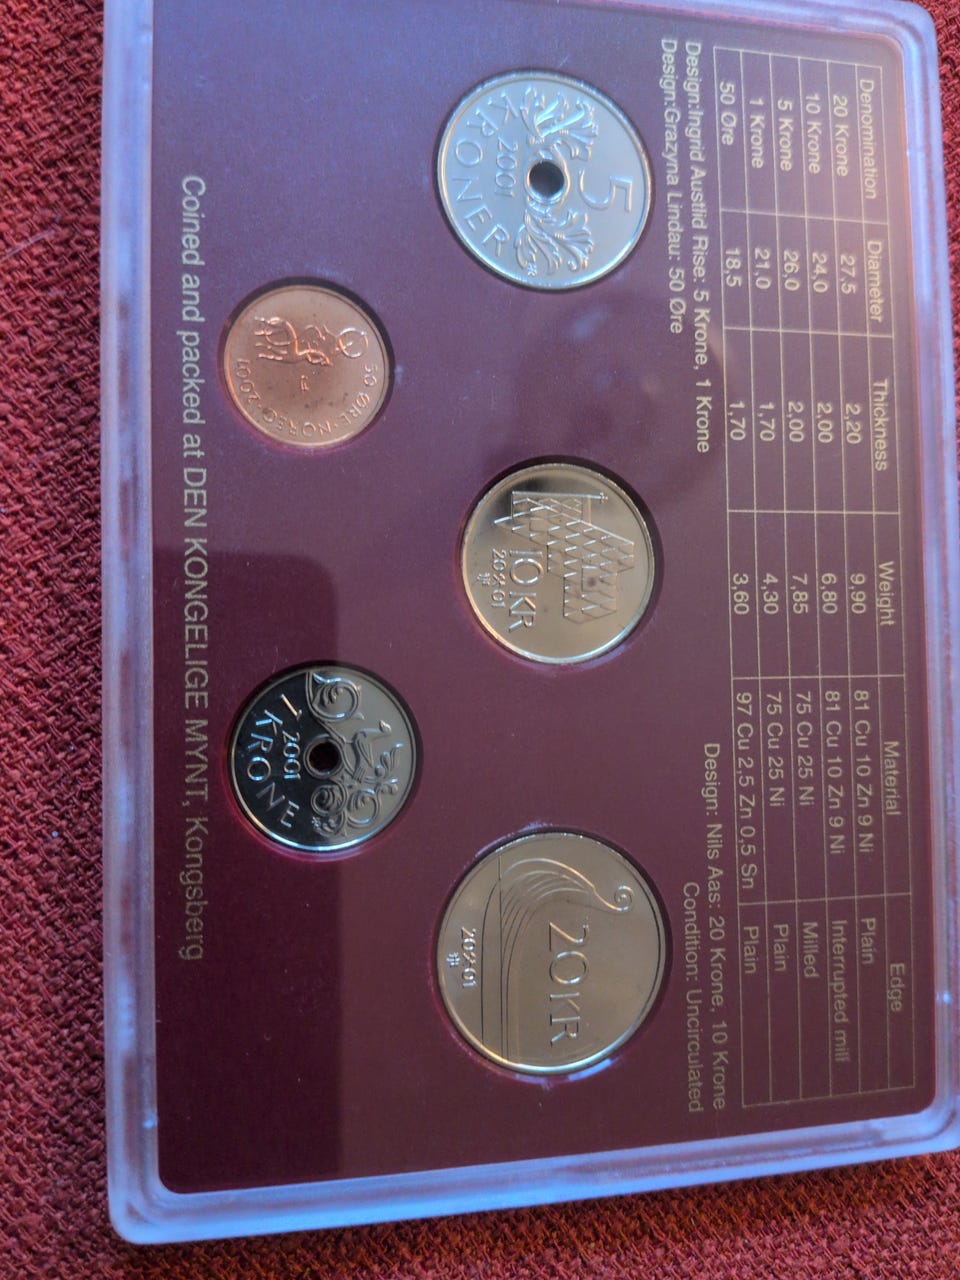 Denomination Diameter Thickness Weight Material Edge
20 Krone 27,5 2,20 9,90 81 Cu 10 Zn 9 Ni Plain
10 Krone 24,0 2,00 6,80 81 Cu 10 Zn 9 Ni Interrupted mill
5 Krone 26,0 2,00 7,85 75 Cu 25 Ni Milled
1 Krone 21,0 1,70 4,30 75 Cu 25 Ni Plain
50 Øre 18,5 1,70 3,60 97 Cu 2,5 Zn 0,5 Sn Plain
Design:Ingrid Austlid Rise: 5 Krone, 1 Krone
Design:Grazyna Lindau: 50 Øre
Design: Nils Aas: 20 Krone, 10 Krone
Condition: Uncirculated
5
2001
KRONER
10 KR
20 01
20 KR
20 01
50 ØRE·NORGE·2001
1 2001
KRONE
Coined and packed at DEN KONGELIGE MYNT, Kongsberg